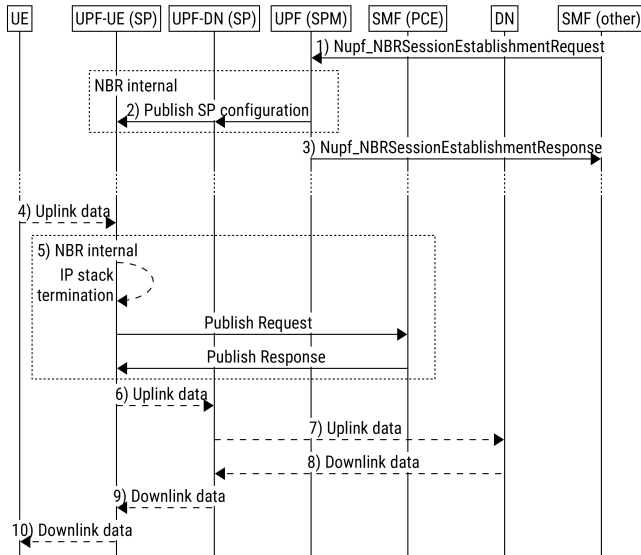 UE
UPF-UE (SP)
UPF-DN (SP)
UPF (SPM)
SMF (PCE)
DN
SMF (other)
1) Nupf_NBRSessionEstablishmentRequest
NBR internal
2) Publish SP configuration
3) Nupf_NBRSessionEstablishmentResponse
4) Uplink data
5) NBR internal
IP stack
termination
Publish Request
Publish Response
6) Uplink data
7) Uplink data
8) Downlink data
9) Downlink data
10) Downlink data